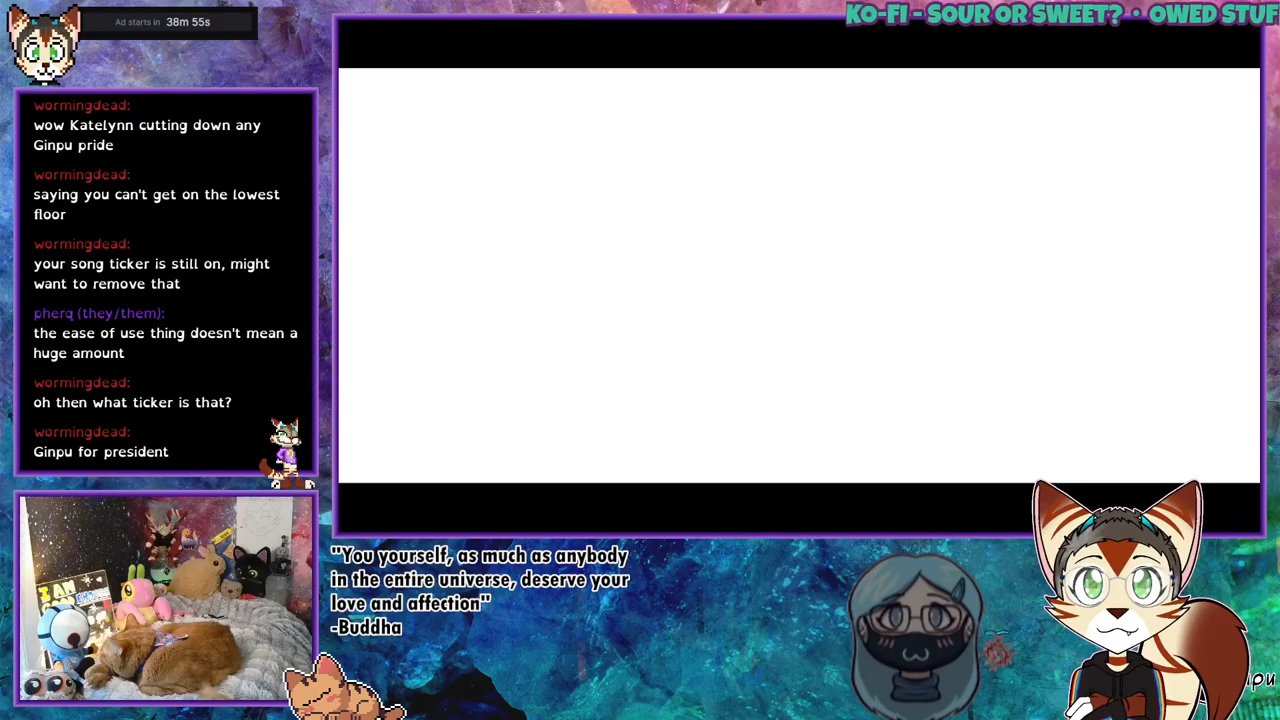 Ad starts in 38m 55s
KO-FI - SOUR OR SWEET? • OWED STUF
wormingdead:
wow Katelynn cutting down any
Ginpu pride
wormingdead:
saying you can't get on the lowest
floor
wormingdead:
your song ticker is still on, might
want to remove that
pherq (they/them):
the ease of use thing doesn't mean a
huge amount
wormingdead:
oh then what ticker is that?
wormingdead:
Ginpu for president
I AM
"You yourself, as much as anybody
in the entire universe, deserve your
love and affection"
-Buddha